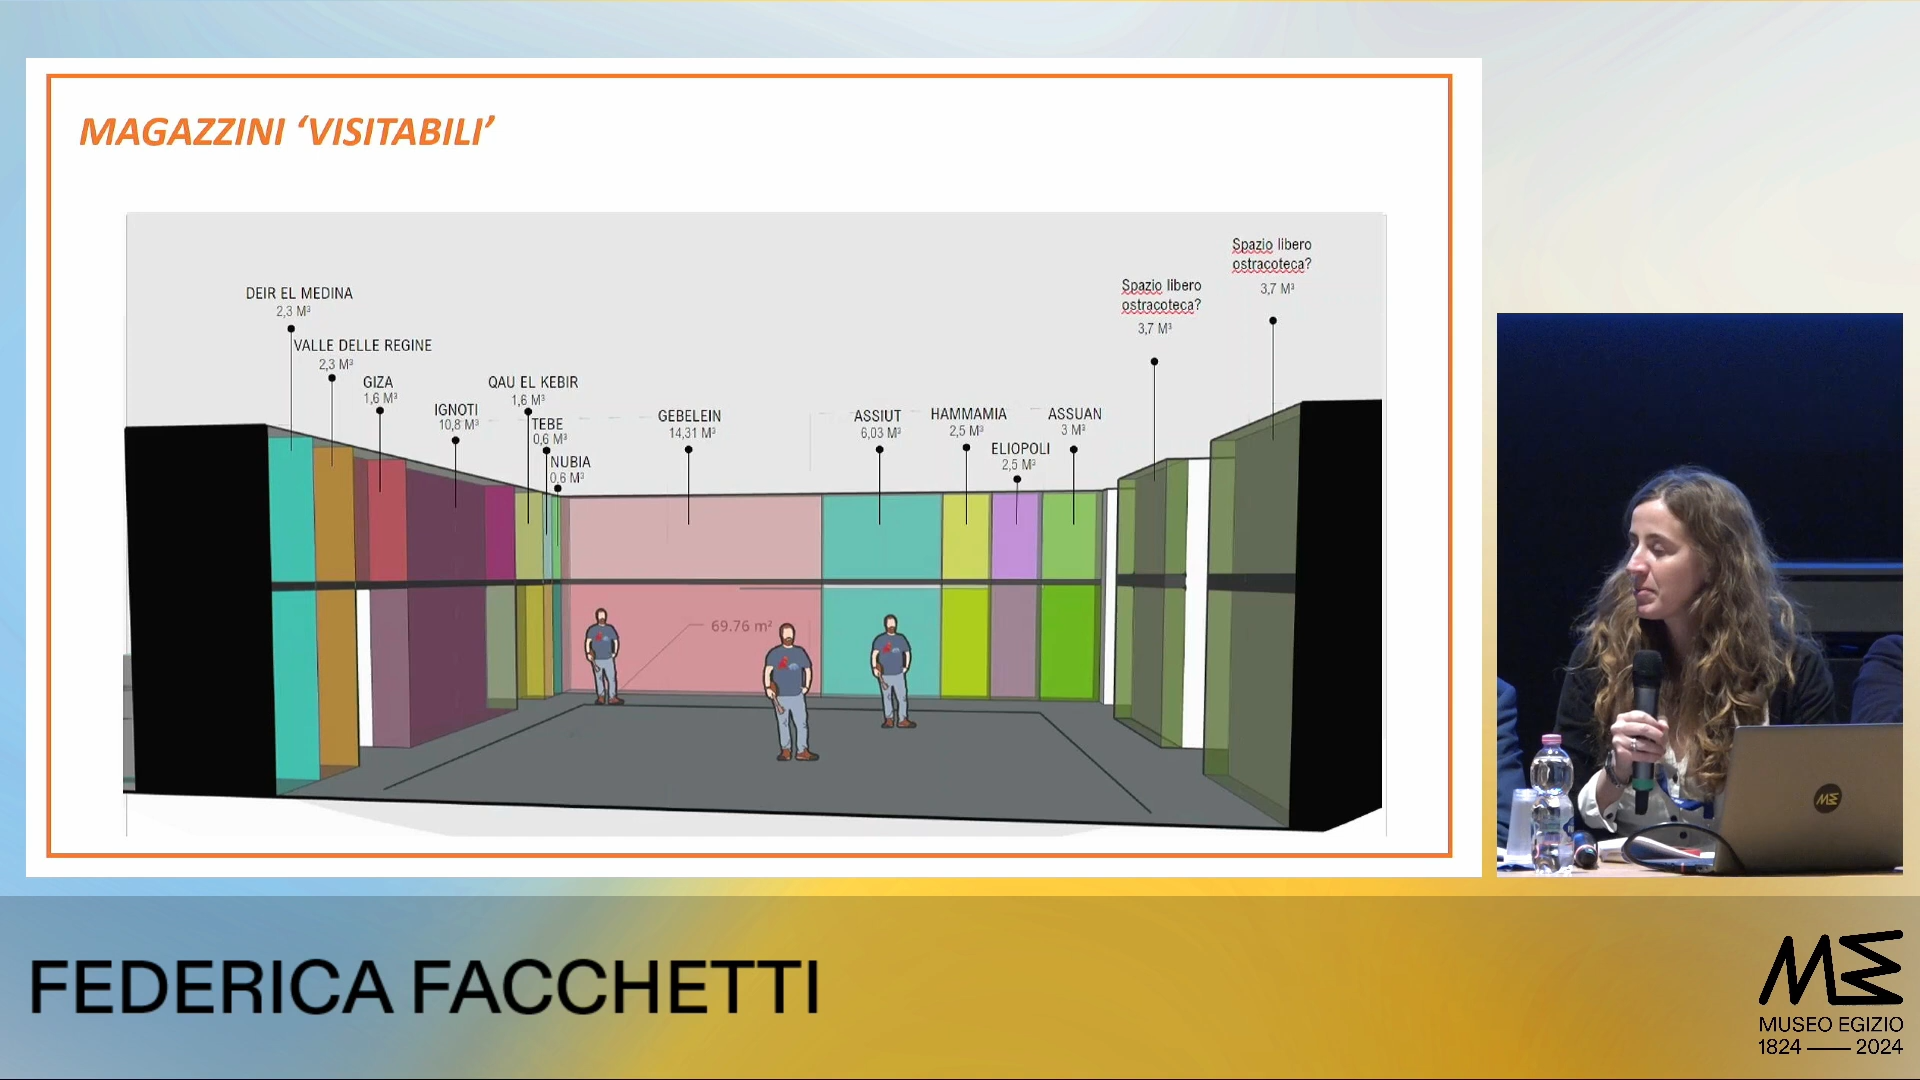 MAGAZZINI ‘VISITABILI’
Spazio libero
ostracoteca?
3,7 M³
Spazio libero
ostracoteca?
3,7 M³
DEIR EL MEDINA
2,3 M³
VALLE DELLE REGINE
2,3 M³
GIZA
1,6 M³
IGNOTI
10,8 M³
QAU EL KEBIR
1,6 M³
TEBE
0,6 M³
NUBIA
0,6 M³
GEBELEIN
14,31 M³
ASSIUT
6,03 M³
HAMMAMIA
2,5 M³
ELIOPOLI
2,5 M³
ASSUAN
3 M³
69.76 m²
FEDERICA FACCHETTI
ME
MUSEO EGIZIO
1824 — 2024
ME